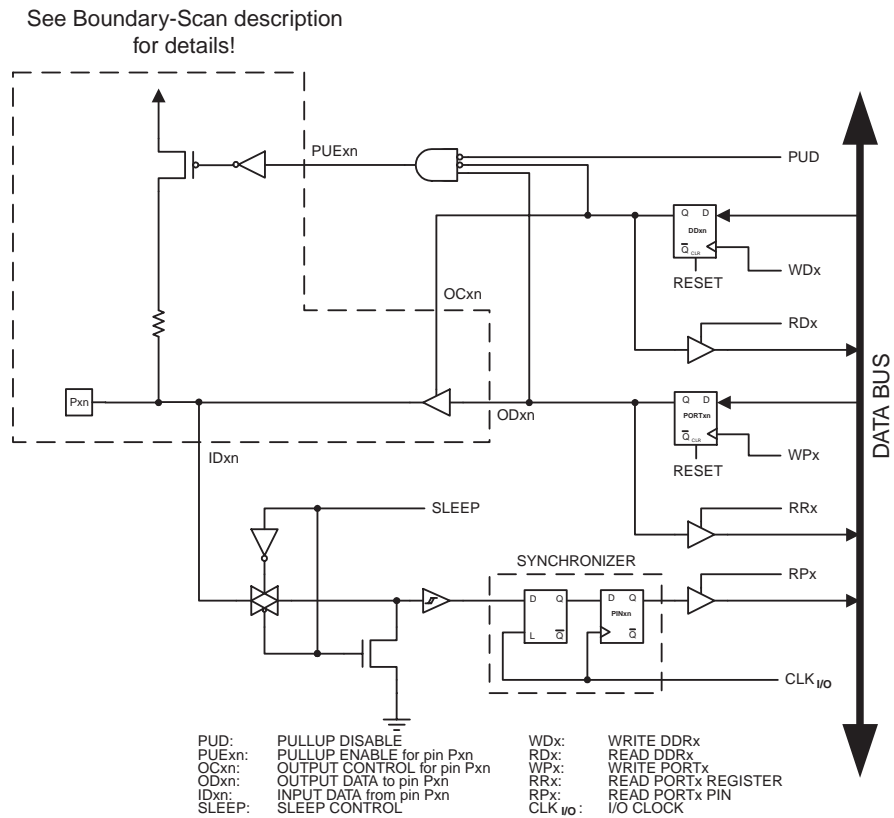 See Boundary-Scan description
for details!
PUExn
PUD
Q D
DDxn
Q CLR
RESET
WDx
OCxn
RDx
Pxn
ODxn
Q D
PORTxn
Q CLR
RESET
WPx
IDxn
DATA BUS
SLEEP
RRx
SYNCHRONIZER
RPx
D Q
L Q
D Q
PINxn
Q
CLK I/O
PUD: PULLUP DISABLE
PUExn: PULLUP ENABLE for pin Pxn
OCxn: OUTPUT CONTROL for pin Pxn
ODxn: OUTPUT DATA to pin Pxn
IDxn: INPUT DATA from pin Pxn
SLEEP: SLEEP CONTROL
WDx: WRITE DDRx
RDx: READ DDRx
WPx: WRITE PORTx
RRx: READ PORTx REGISTER
RPx: READ PORTx PIN
CLK I/O: I/O CLOCK